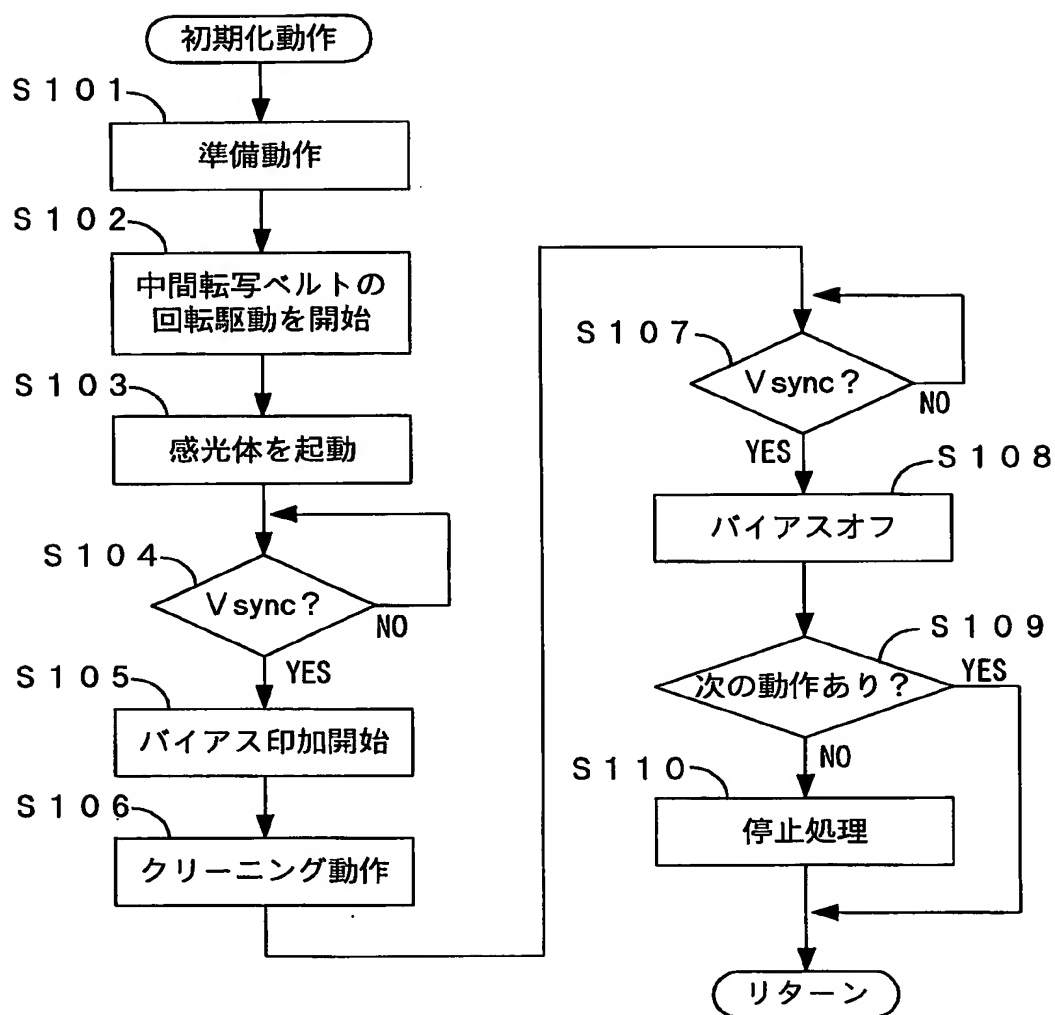 初期化動作
S101
準備動作
S102
中間転写ベルトの
回転駆動を開始
S103
感光体を起動
S104
Vsync?
NO
YES
S105
バイアス印加開始
S106
クリーニング動作
S107
Vsync?
NO
YES
S108
バイアスオフ
S109
次の動作あり?
YES
NO
S110
停止処理
リターン